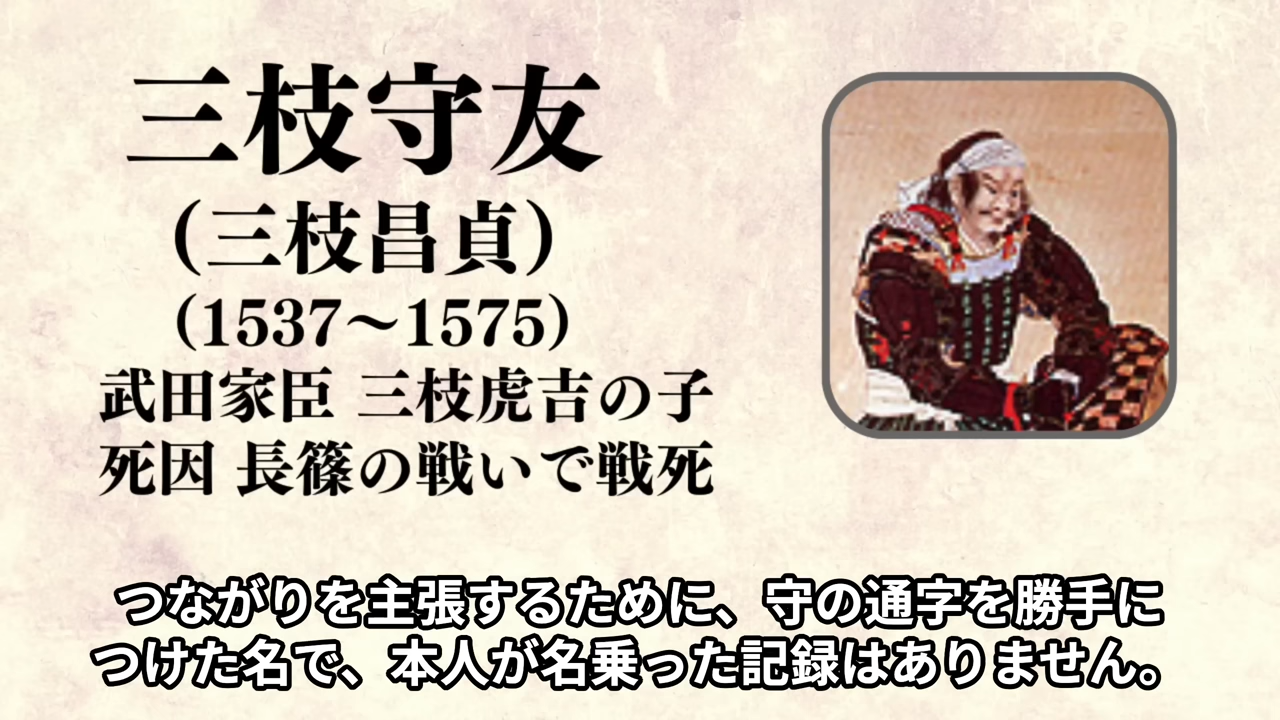 三枝守友
(三枝昌貞)
(1537～1575)
武田家臣 三枝虎吉の子
死因 長篠の戦いで戦死
つながりを主張するために、守の通字を勝手に
つけた名で、本人が名乗った記録はありません。